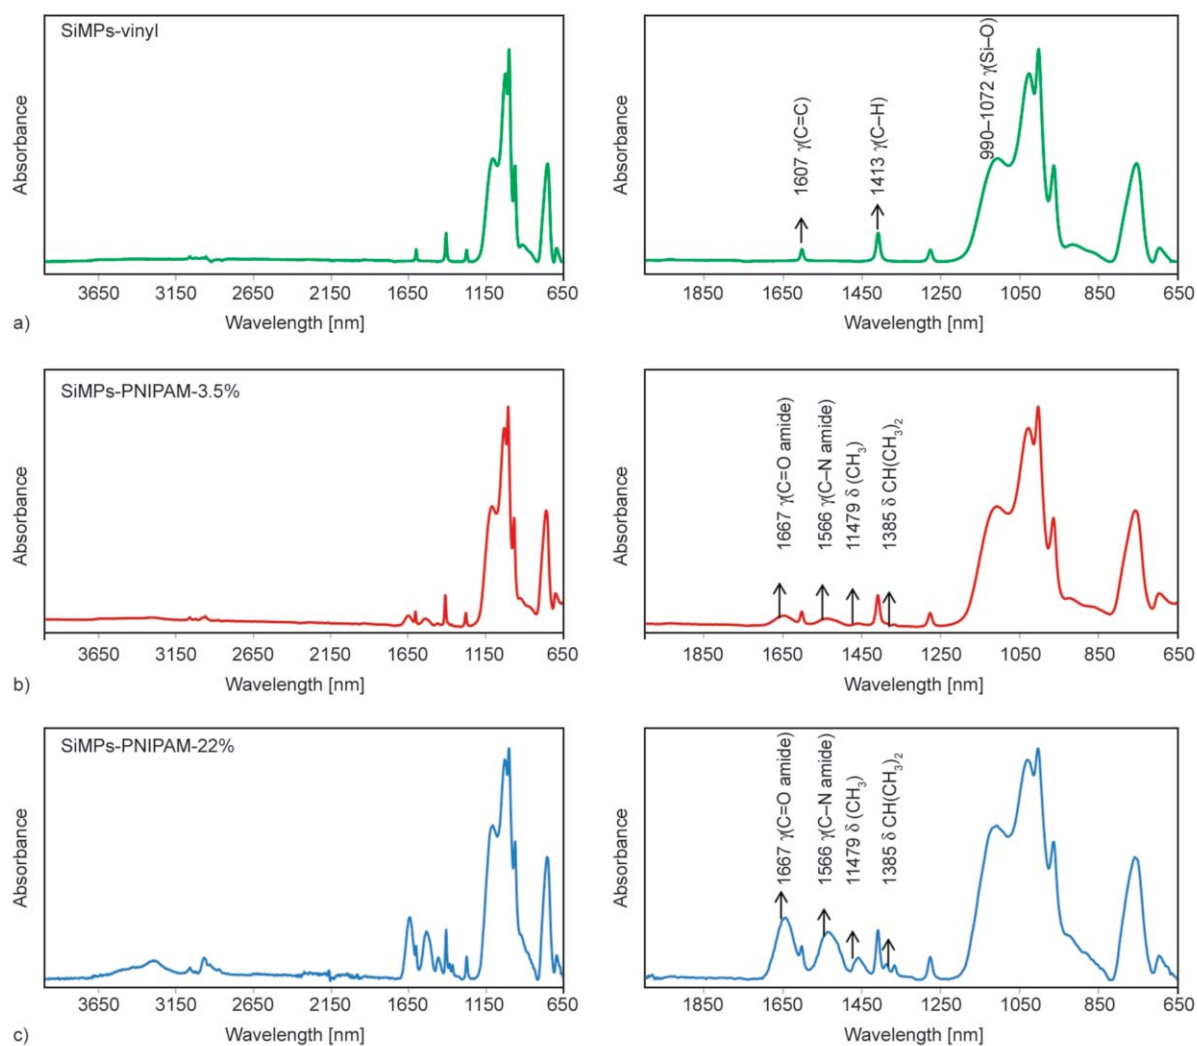 SiMPs-vinyl
Absorbance
3650 3150 2650 2150 1650 1150 650
Wavelength [nm]
a)
Absorbance
1607 γ(C=C)
1413 γ(C–H)
990–1072 γ(Si–O)
1850 1650 1450 1250 1050 850 650
Wavelength [nm]
SiMPs-PNIPAM-3.5%
Absorbance
3650 3150 2650 2150 1650 1150 650
Wavelength [nm]
b)
Absorbance
1667 γ(C=O amide)
1566 γ(C–N amide)
11479 δ (CH₃)
1385 δ CH(CH₃)₂
1850 1650 1450 1250 1050 850 650
Wavelength [nm]
SiMPs-PNIPAM-22%
Absorbance
3650 3150 2650 2150 1650 1150 650
Wavelength [nm]
c)
Absorbance
1667 γ(C=O amide)
1566 γ(C–N amide)
11479 δ (CH₃)
1385 δ CH(CH₃)₂
1850 1650 1450 1250 1050 850 650
Wavelength [nm]